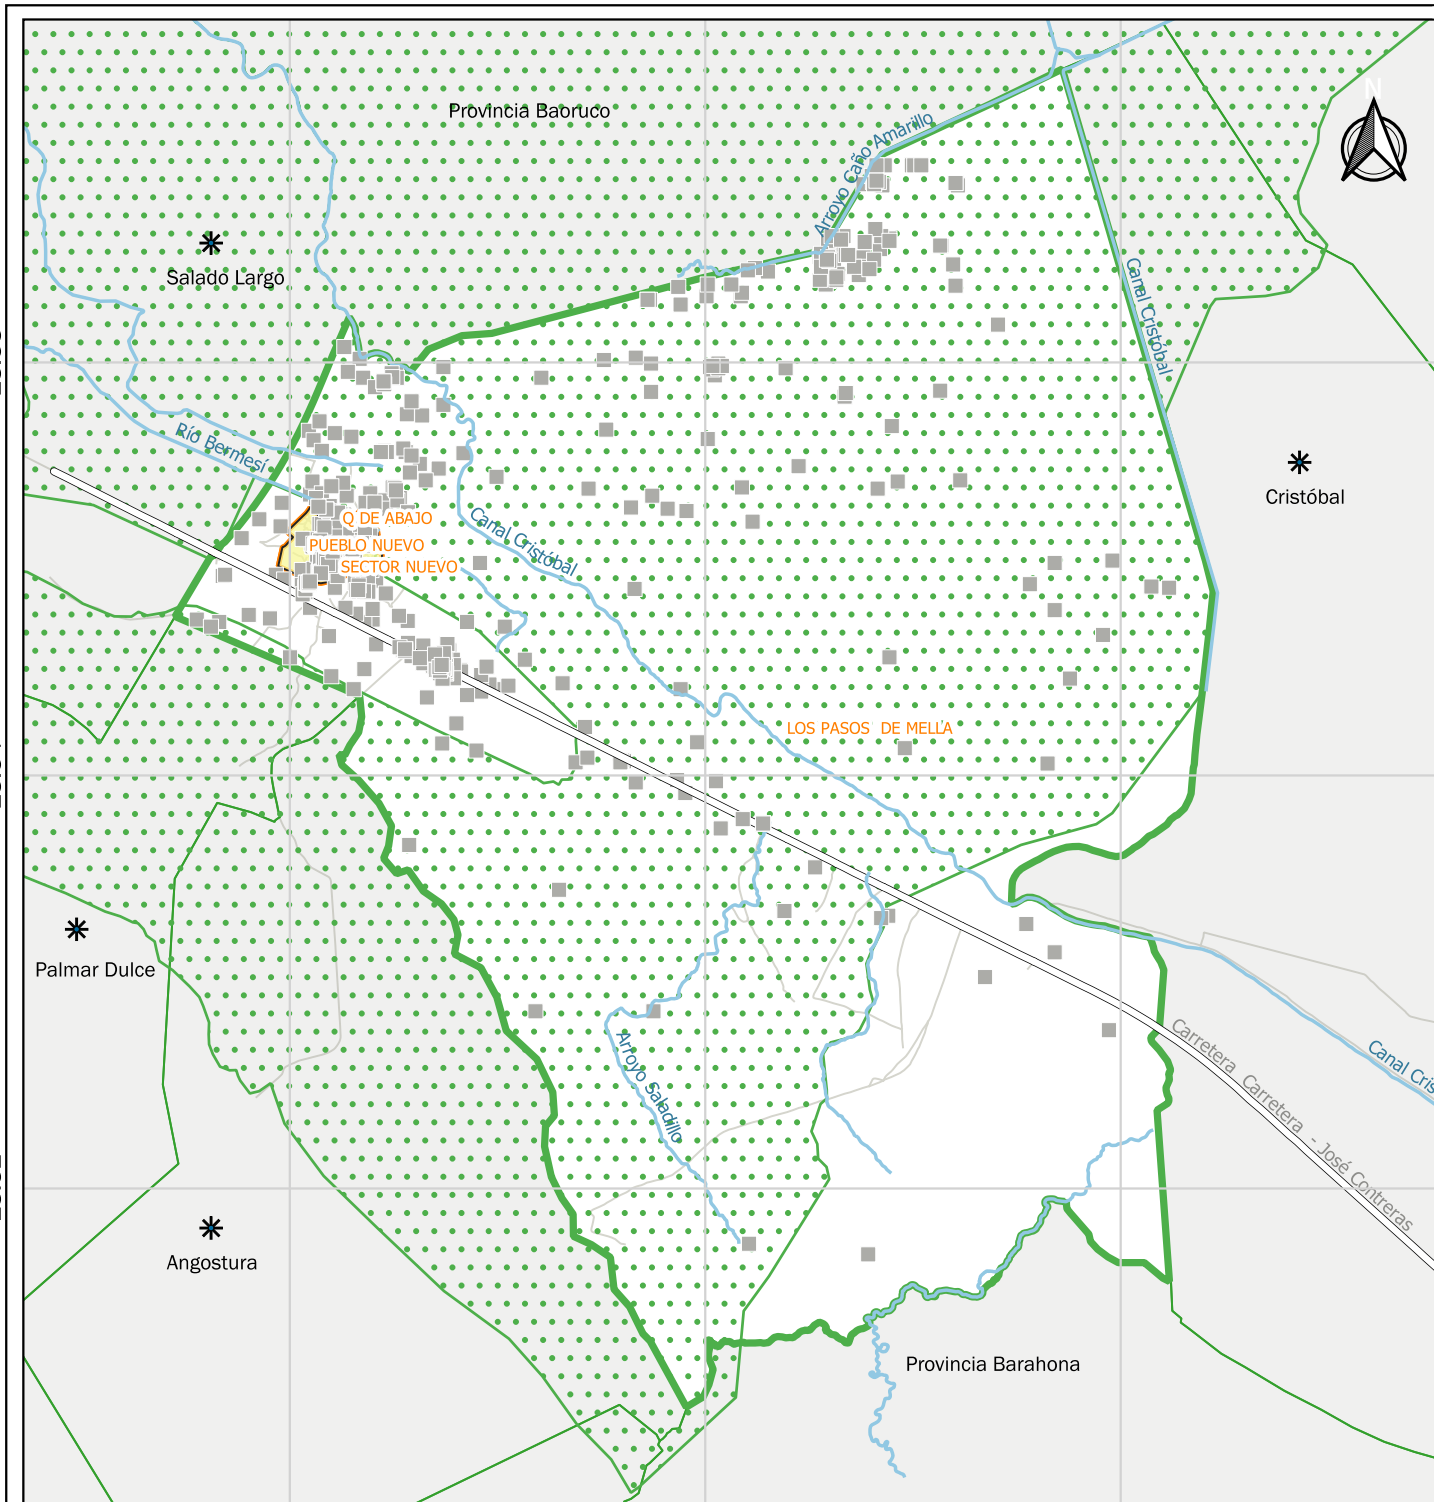 N
Provincia Baoruco
Arroyo Caño Amarillo
Salado Largo
Canal Cristóbal
Río Bermesí
Cristóbal
Q DE ABAJO
PUEBLO NUEVO
SECTOR NUEVO
Canal Cristóbal
LOS PASOS DE MELLA
Palmar Dulce
Arroyo Saladillo
Carretera Carretera - José Contreras
Canal Cris
Angostura
Provincia Barahona